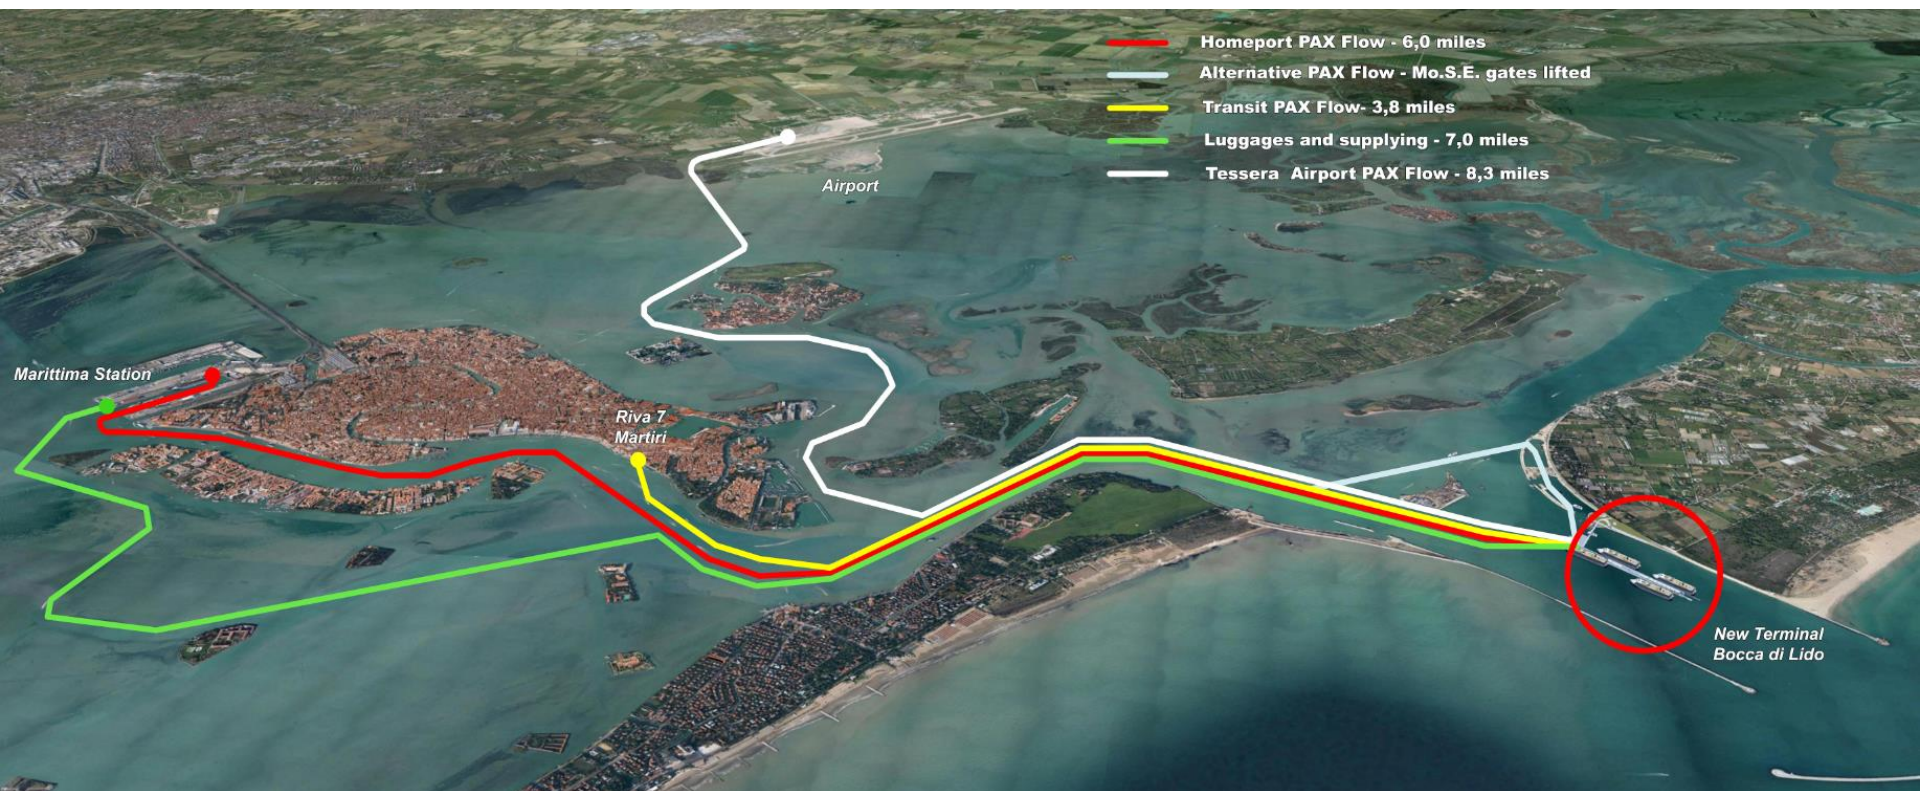 Homeport PAX Flow - 6,0 miles
Alternative PAX Flow - Mo.S.E. gates lifted
Transit PAX Flow- 3,8 miles
Luggages and supplying - 7,0 miles
Tessera  Airport PAX Flow - 8,3 miles
Airport
Marittima Station
Riva 7
Martiri
New Terminal
Bocca di Lido